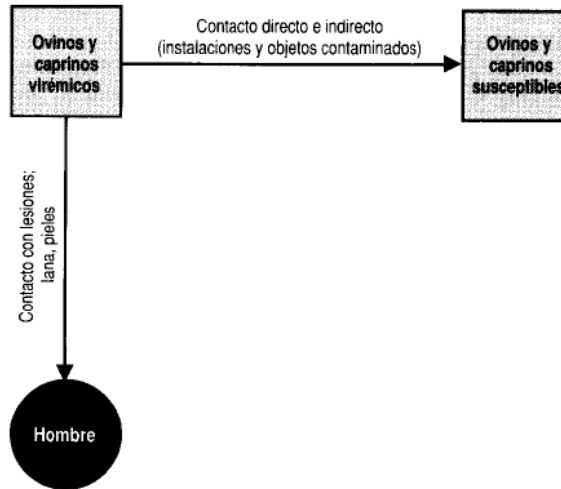 Ovinos y
caprinos
virémicos
Contacto directo e indirecto
(instalaciones y objetos contaminados)
Ovinos y
caprinos
susceptibles
Contacto con lesiones;
lana, pieles
Hombre